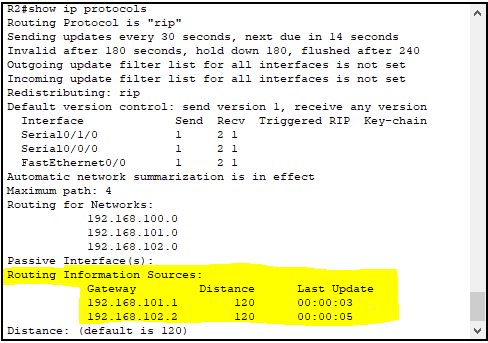 R2#show ip protocols
Routing Protocol is "rip"
Sending updates every 30 seconds, next due in 14 seconds
Invalid after 180 seconds, hold down 180, flushed after 240
Outgoing update filter list for all interfaces is not set
Incoming update filter list for all interfaces is not set
Redistributing: rip
Default version control: send version 1, receive any version
Interface Send Recv Triggered RIP Key-chain
Serial0/1/0 1 2 1
Serial0/0/0 1 2 1
FastEthernet0/0 1 2 1
Automatic network summarization is in effect
Maximum path: 4
Routing for Networks:
192.168.100.0
192.168.101.0
192.168.102.0
Passive Interface(s):
Routing Information Sources:
Gateway Distance Last Update
192.168.101.1 120 00:00:03
192.168.102.2 120 00:00:05
Distance: (default is 120)